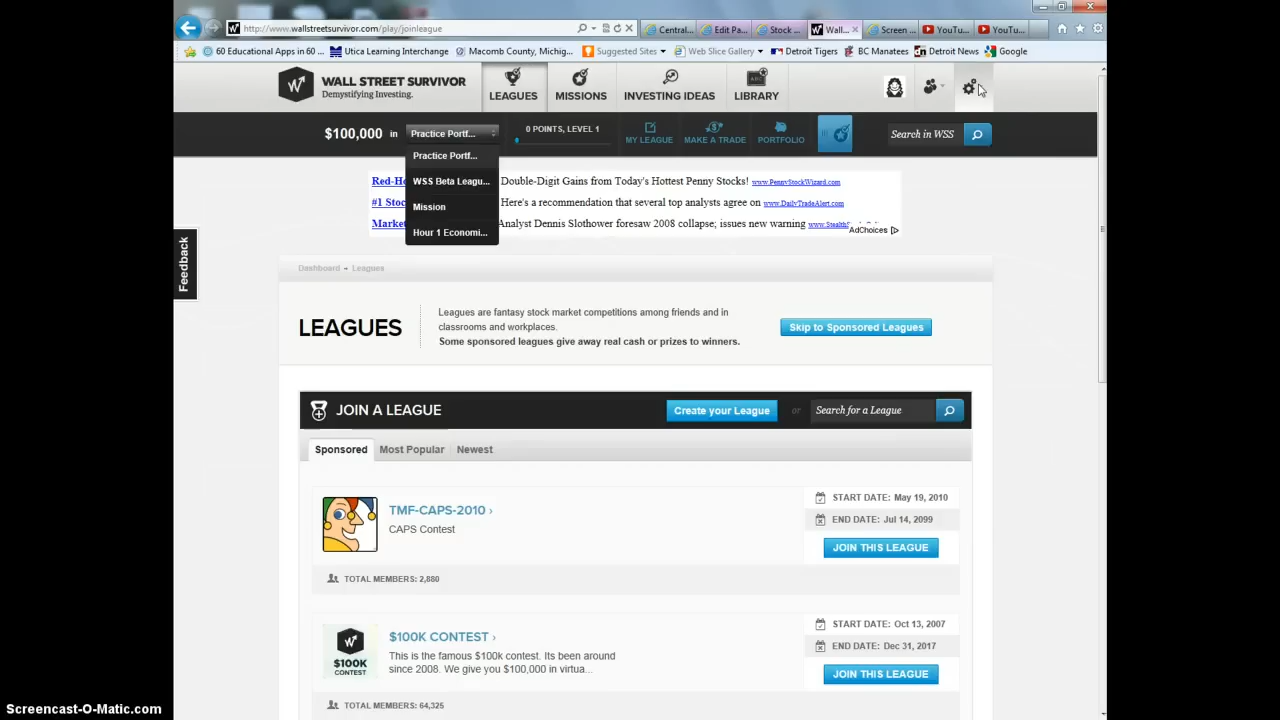 http://www.wallstreetsurvivor.com/play/joinleague
Central...
Edit Pa...
Stock ...
Wall...
Screen ...
YouTu...
YouTu...
60 Educational Apps in 60 ...
Utica Learning Interchange
Macomb County, Michig...
Suggested Sites
Web Slice Gallery
Detroit Tigers
BC Manatees
Detroit News
Google
WALL STREET SURVIVOR
Demystifying Investing.
LEAGUES
MISSIONS
INVESTING IDEAS
LIBRARY
$100,000 in Practice Portf...
0 POINTS, LEVEL 1
MY LEAGUE
MAKE A TRADE
PORTFOLIO
Search in WSS
Practice Portf...
WSS Beta Leagu...
Mission
Hour 1 Economi...
Red-Ho
Double-Digit Gains from Today's Hottest Penny Stocks! www.PennyStockWizard.com
#1 Stoc
Here's a recommendation that several top analysts agree on www.DailyTradeAlert.com
Market
Analyst Dennis Slothower foresaw 2008 collapse; issues new warning
AdChoices
Feedback
Dashboard → Leagues
LEAGUES
Leagues are fantasy stock market competitions among friends and in
classrooms and workplaces.
Some sponsored leagues give away real cash or prizes to winners.
Skip to Sponsored Leagues
JOIN A LEAGUE
Create your League
or
Search for a League
Sponsored
Most Popular
Newest
TMF-CAPS-2010 ›
CAPS Contest
START DATE: May 19, 2010
END DATE: Jul 14, 2099
JOIN THIS LEAGUE
TOTAL MEMBERS: 2,880
$100K
CONTEST
$100K CONTEST ›
This is the famous $100k contest. Its been around
since 2008. We give you $100,000 in virtua...
START DATE: Oct 13, 2007
END DATE: Dec 31, 2017
JOIN THIS LEAGUE
TOTAL MEMBERS: 64,325
Screencast-O-Matic.com